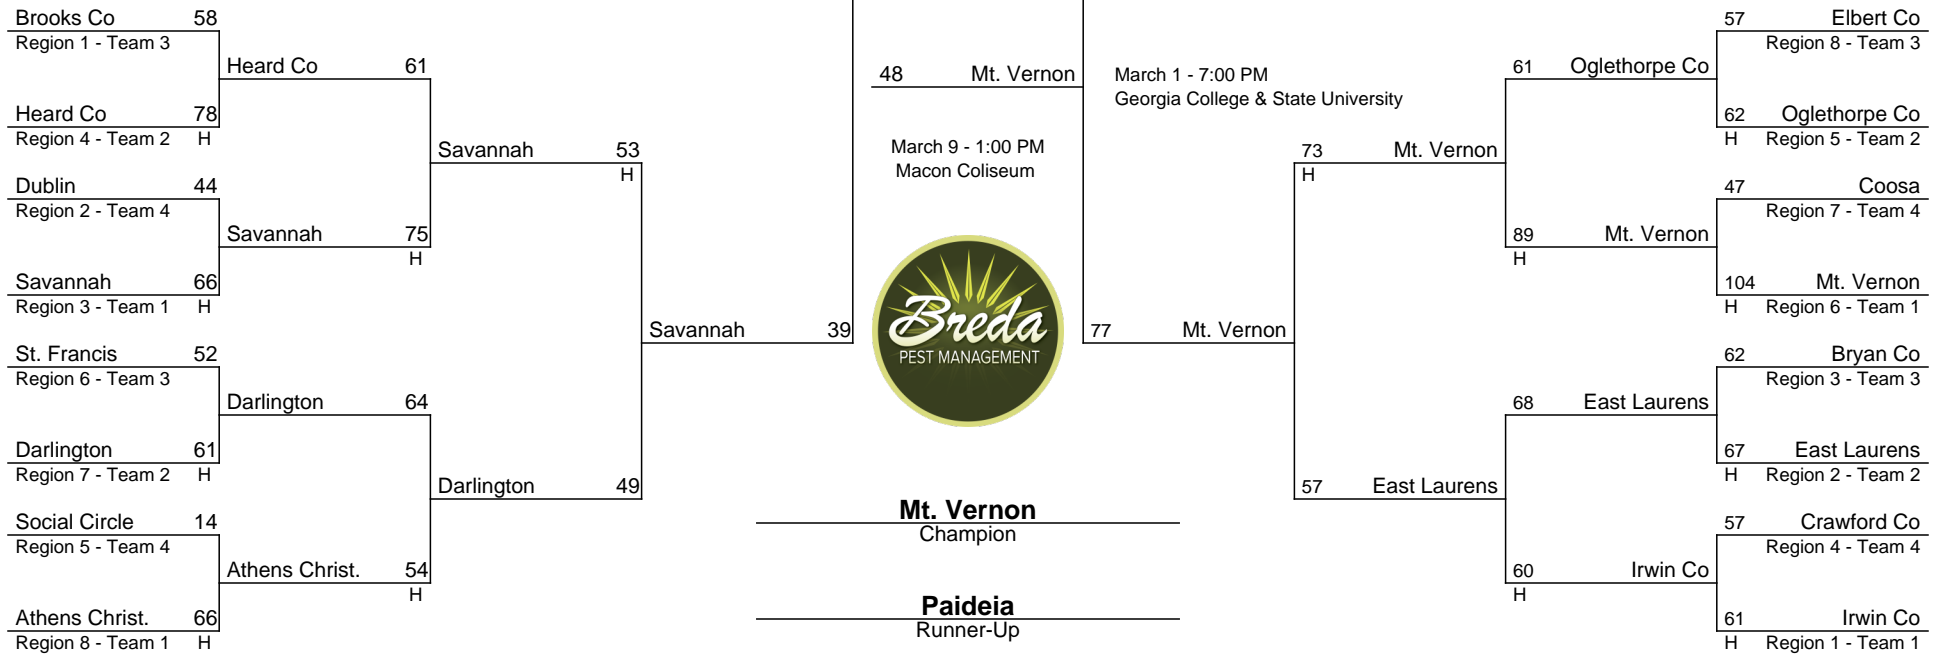 Brooks Co 58
Region 1 - Team 3
Heard Co 61
Heard Co 78
Region 4 - Team 2 H
Savannah 53
H
Dublin 44
Region 2 - Team 4
Savannah 75
H
Savannah 66
Region 3 - Team 1 H
Savannah 39
St. Francis 52
Region 6 - Team 3
Darlington 64
Darlington 61
Region 7 - Team 2 H
Darlington 49
Social Circle 14
Region 5 - Team 4
Athens Christ. 54
H
Athens Christ. 66
Region 8 - Team 1 H
48 Mt. Vernon
March 9 - 1:00 PM
Macon Coliseum
Breda
PEST MANAGEMENT
Mt. Vernon
Champion
Paideia
Runner-Up
March 1 - 7:00 PM
Georgia College & State University
57 Elbert Co
Region 8 - Team 3
61 Oglethorpe Co
62 Oglethorpe Co
H Region 5 - Team 2
73 Mt. Vernon
H
47 Coosa
Region 7 - Team 4
89 Mt. Vernon
H
104 Mt. Vernon
H Region 6 - Team 1
77 Mt. Vernon
62 Bryan Co
Region 3 - Team 3
68 East Laurens
67 East Laurens
H Region 2 - Team 2
57 East Laurens
57 Crawford Co
Region 4 - Team 4
60 Irwin Co
H
61 Irwin Co
H Region 1 - Team 1